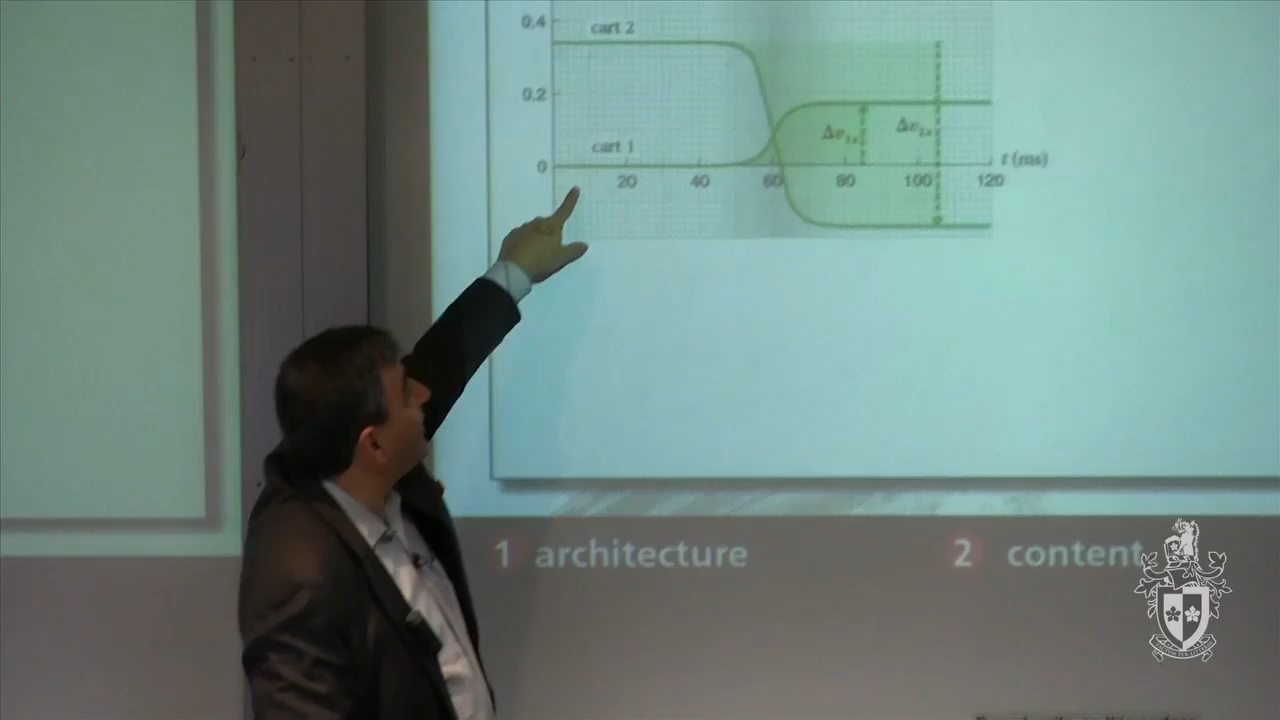 0.4
cart 2
0.2
Δv₁ₓ
Δv₂ₓ
cart 1
0
t (ms)
20 40 60 80 100 120
1 architecture
2 content